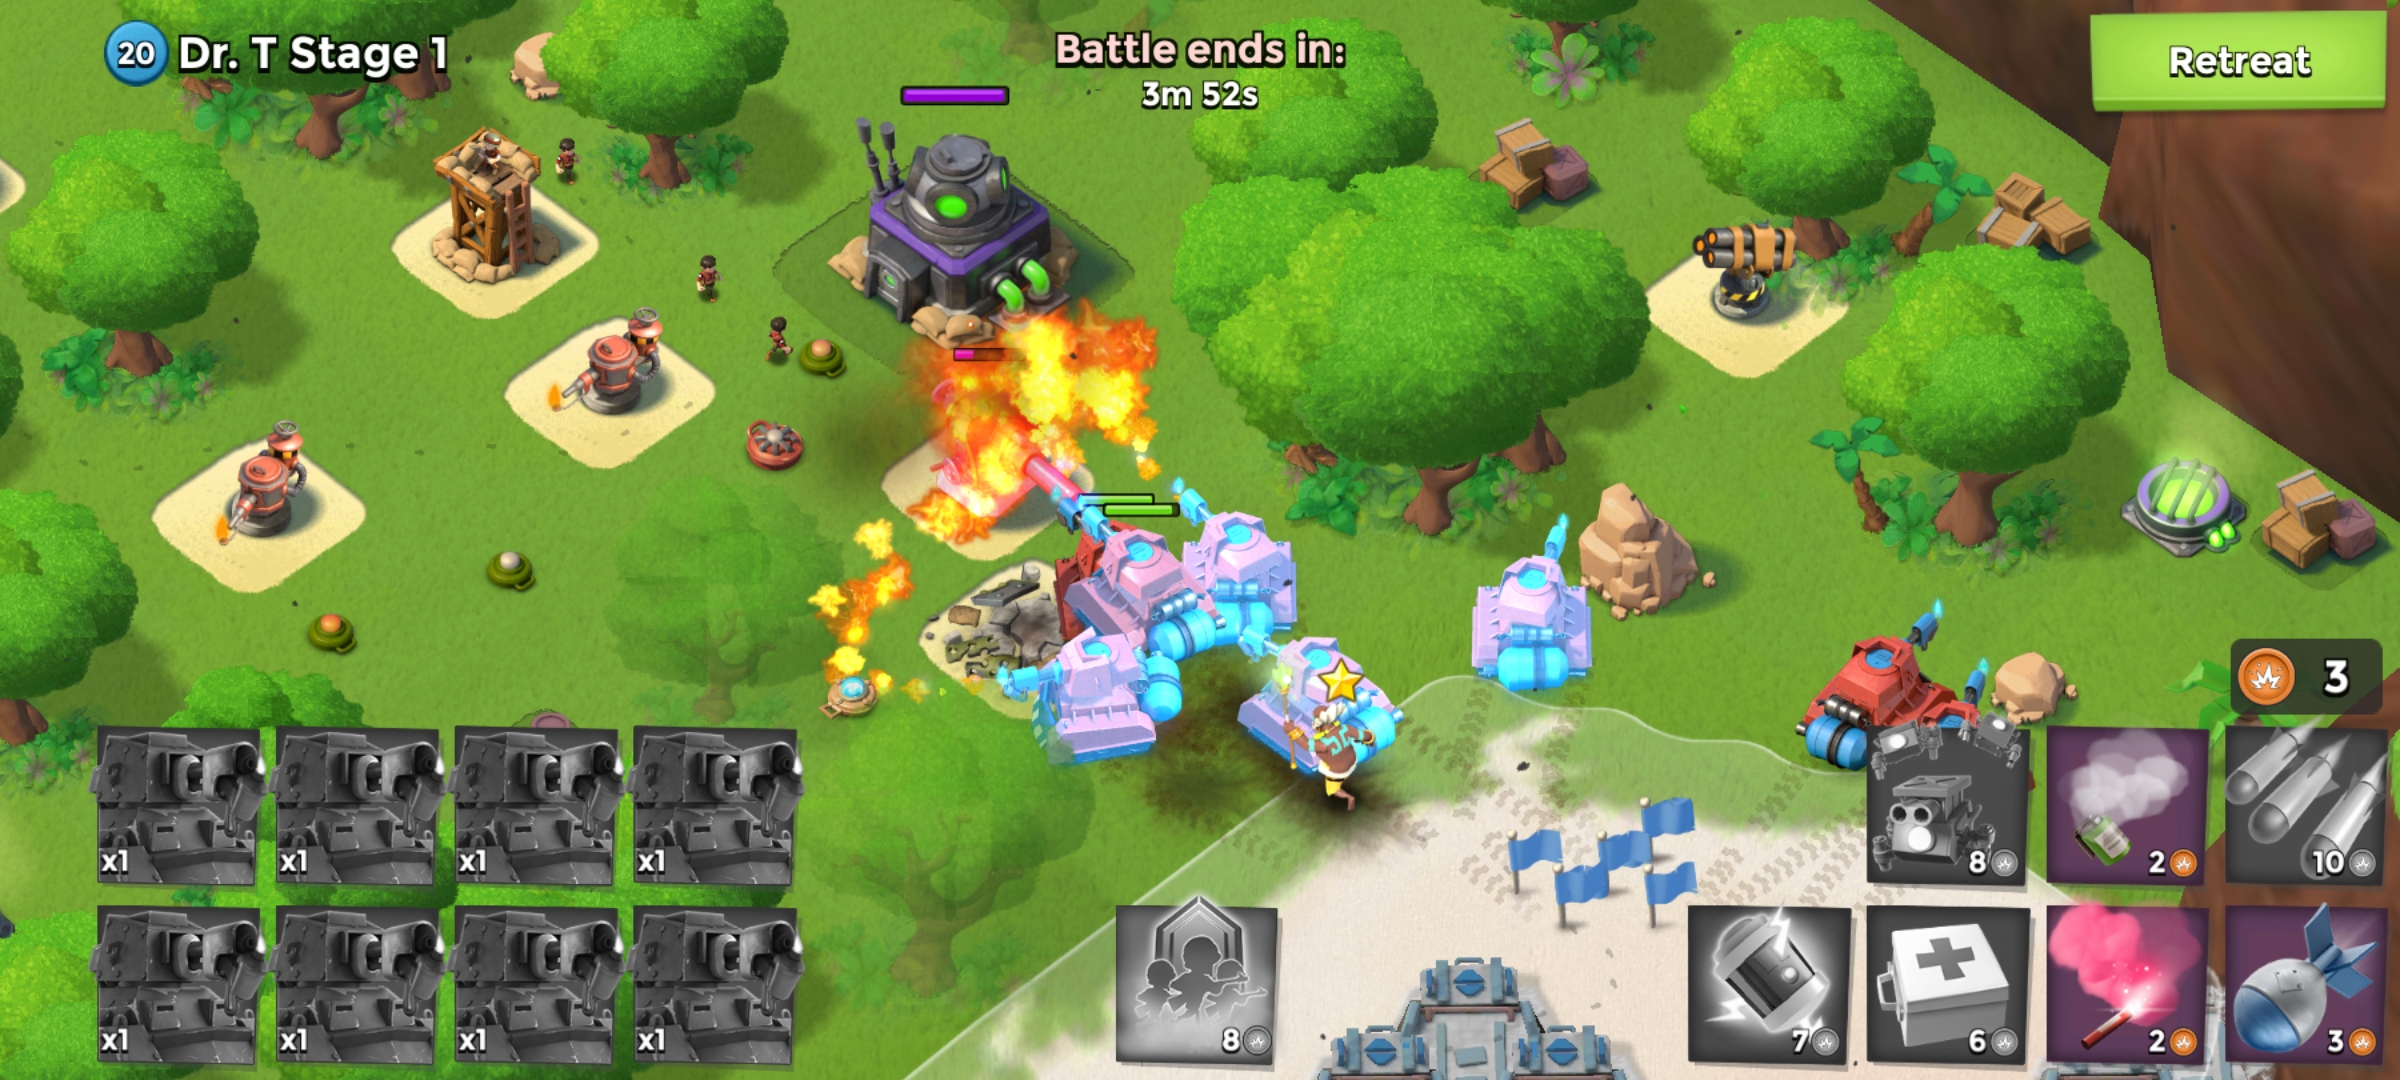 20 Dr. T Stage 1
Battle ends in:
3m 52s
Retreat
3
x1 x1 x1 x1
8 2 10
x1 x1 x1 x1
8 7 6 2 3